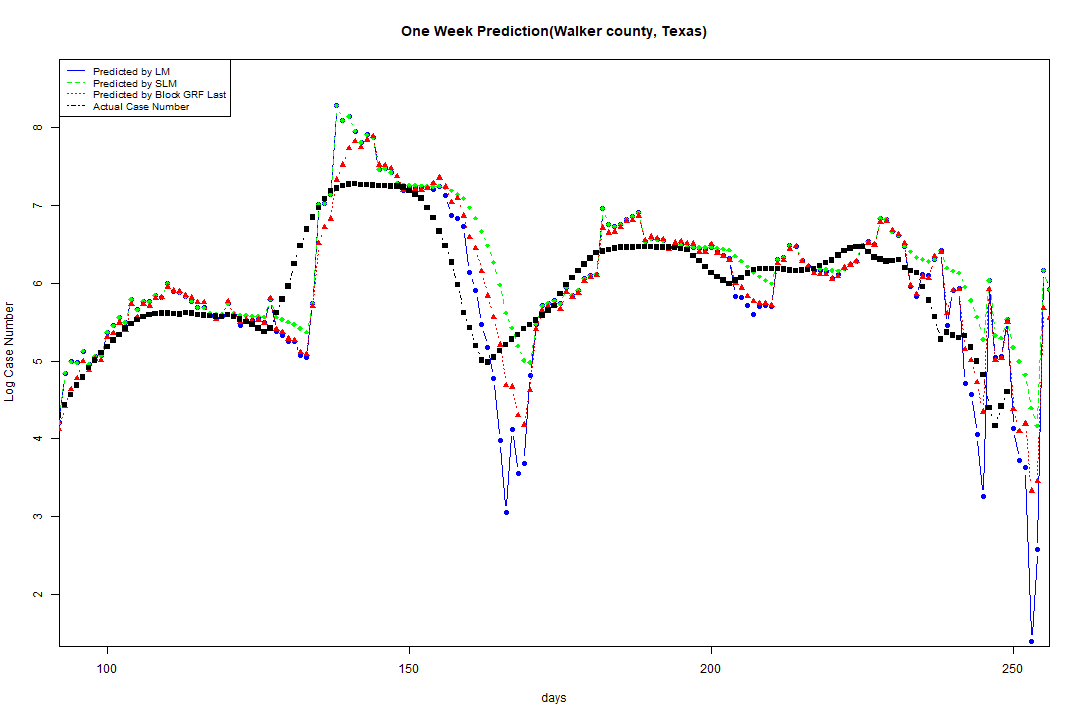 One Week Prediction(Walker county, Texas)
Predicted by LM
Predicted by SLM
Predicted by Block GRF Last
Actual Case Number
Log Case Number
8
7
6
5
4
3
2
100 150 200 250
days